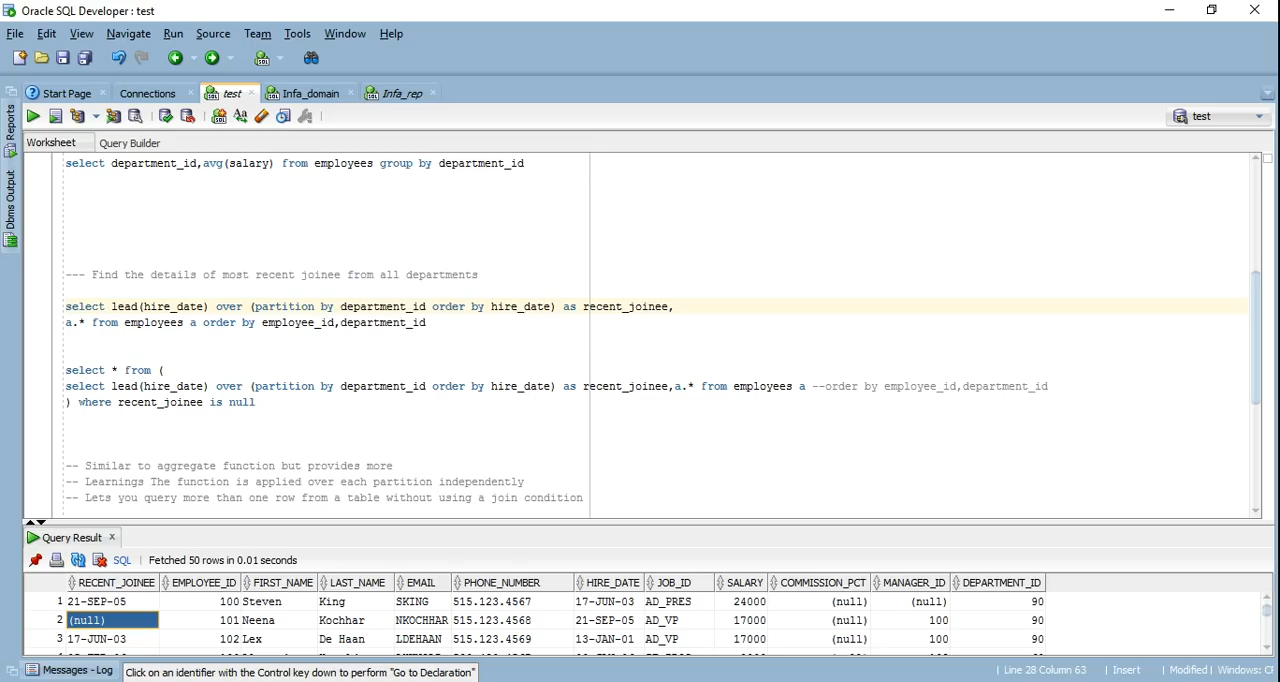 Oracle SQL Developer : test
File Edit View Navigate Run Source Team Tools Window Help
Start Page Connections test Infa_domain Infa_rep
test
Reports
Dbms Output
Worksheet Query Builder
select department_id,avg(salary) from employees group by department_id
--- Find the details of most recent joinee from all departments
select lead(hire_date) over (partition by department_id order by hire_date) as recent_joinee,
a.* from employees a order by employee_id,department_id
select * from (
select lead(hire_date) over (partition by department_id order by hire_date) as recent_joinee,a.* from employees a --order by employee_id,department_id
) where recent_joinee is null
-- Similar to aggregate function but provides more
-- Learnings The function is applied over each partition independently
-- Lets you query more than one row from a table without using a join condition
Query Result
SQL Fetched 50 rows in 0.01 seconds
RECENT_JOINEE EMPLOYEE_ID FIRST_NAME LAST_NAME EMAIL PHONE_NUMBER HIRE_DATE JOB_ID SALARY COMMISSION_PCT MANAGER_ID DEPARTMENT_ID
1 21-SEP-05 100 Steven King SKING 515.123.4567 17-JUN-03 AD_PRES 24000 (null) (null) 90
2 (null) 101 Neena Kochhar NKOCHHAR 515.123.4568 21-SEP-05 AD_VP 17000 (null) 100 90
3 17-JUN-03 102 Lex De Haan LDEHAAN 515.123.4569 13-JAN-01 AD_VP 17000 (null) 100 90
Messages - Log Click on an identifier with the Control key down to perform "Go to Declaration" Line 28 Column 63 Insert Modified Windows: CF